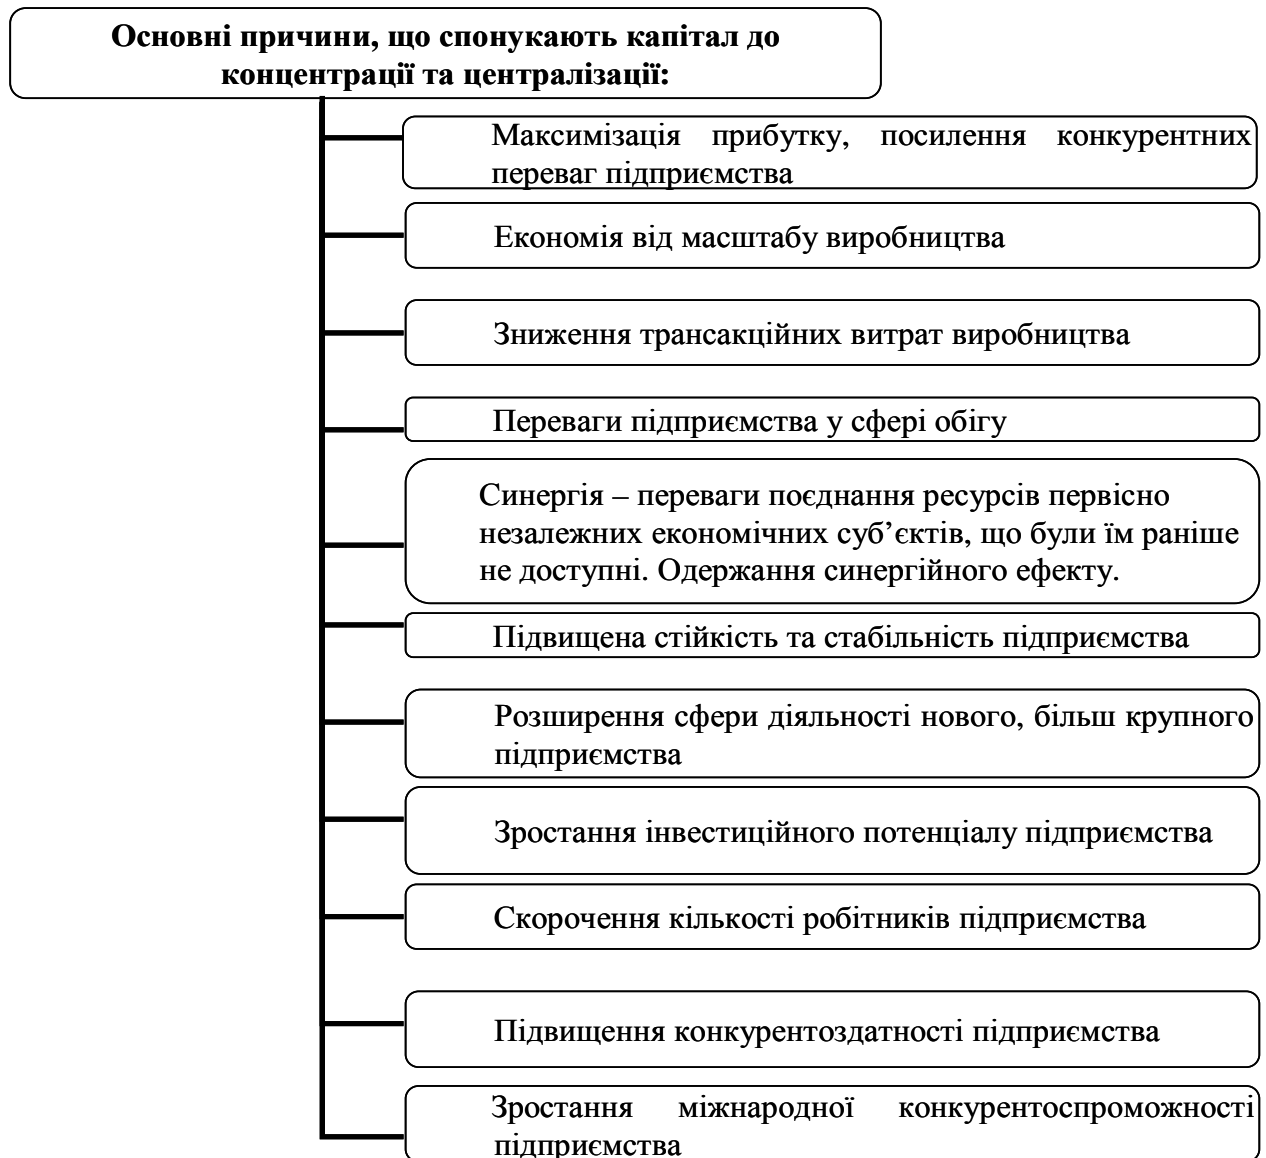 Основні причини, що спонукають капітал до
концентрації та централізації:
Максимізація прибутку, посилення конкурентних
переваг підприємства
Економія від масштабу виробництва
Зниження трансакційних витрат виробництва
Переваги підприємства у сфері обігу
Синергія – переваги поєднання ресурсів первісно
незалежних економічних суб’єктів, що були їм раніше
не доступні. Одержання синергійного ефекту.
Підвищена стійкість та стабільність підприємства
Розширення сфери діяльності нового, більш крупного
підприємства
Зростання інвестиційного потенціалу підприємства
Скорочення кількості робітників підприємства
Підвищення конкурентоздатності підприємства
Зростання міжнародної конкурентоспроможності
підприємства